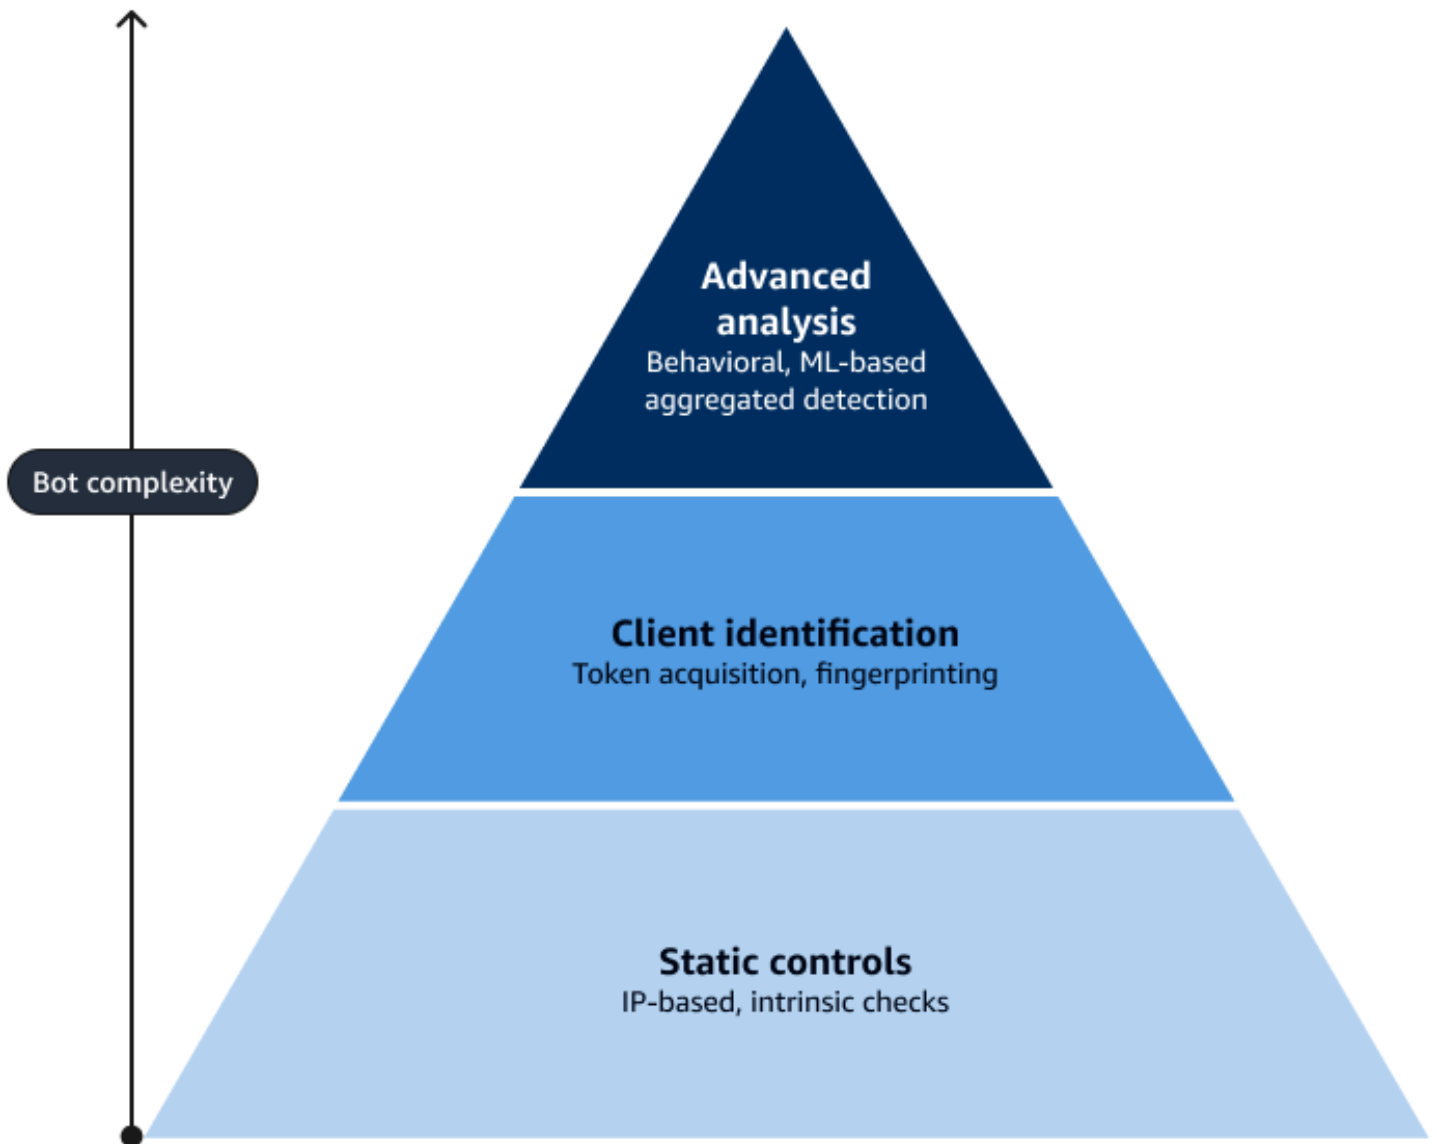 Advanced
analysis
Behavioral, ML-based
aggregated detection
Bot complexity
Client identification
Token acquisition, fingerprinting
Static controls
IP-based, intrinsic checks